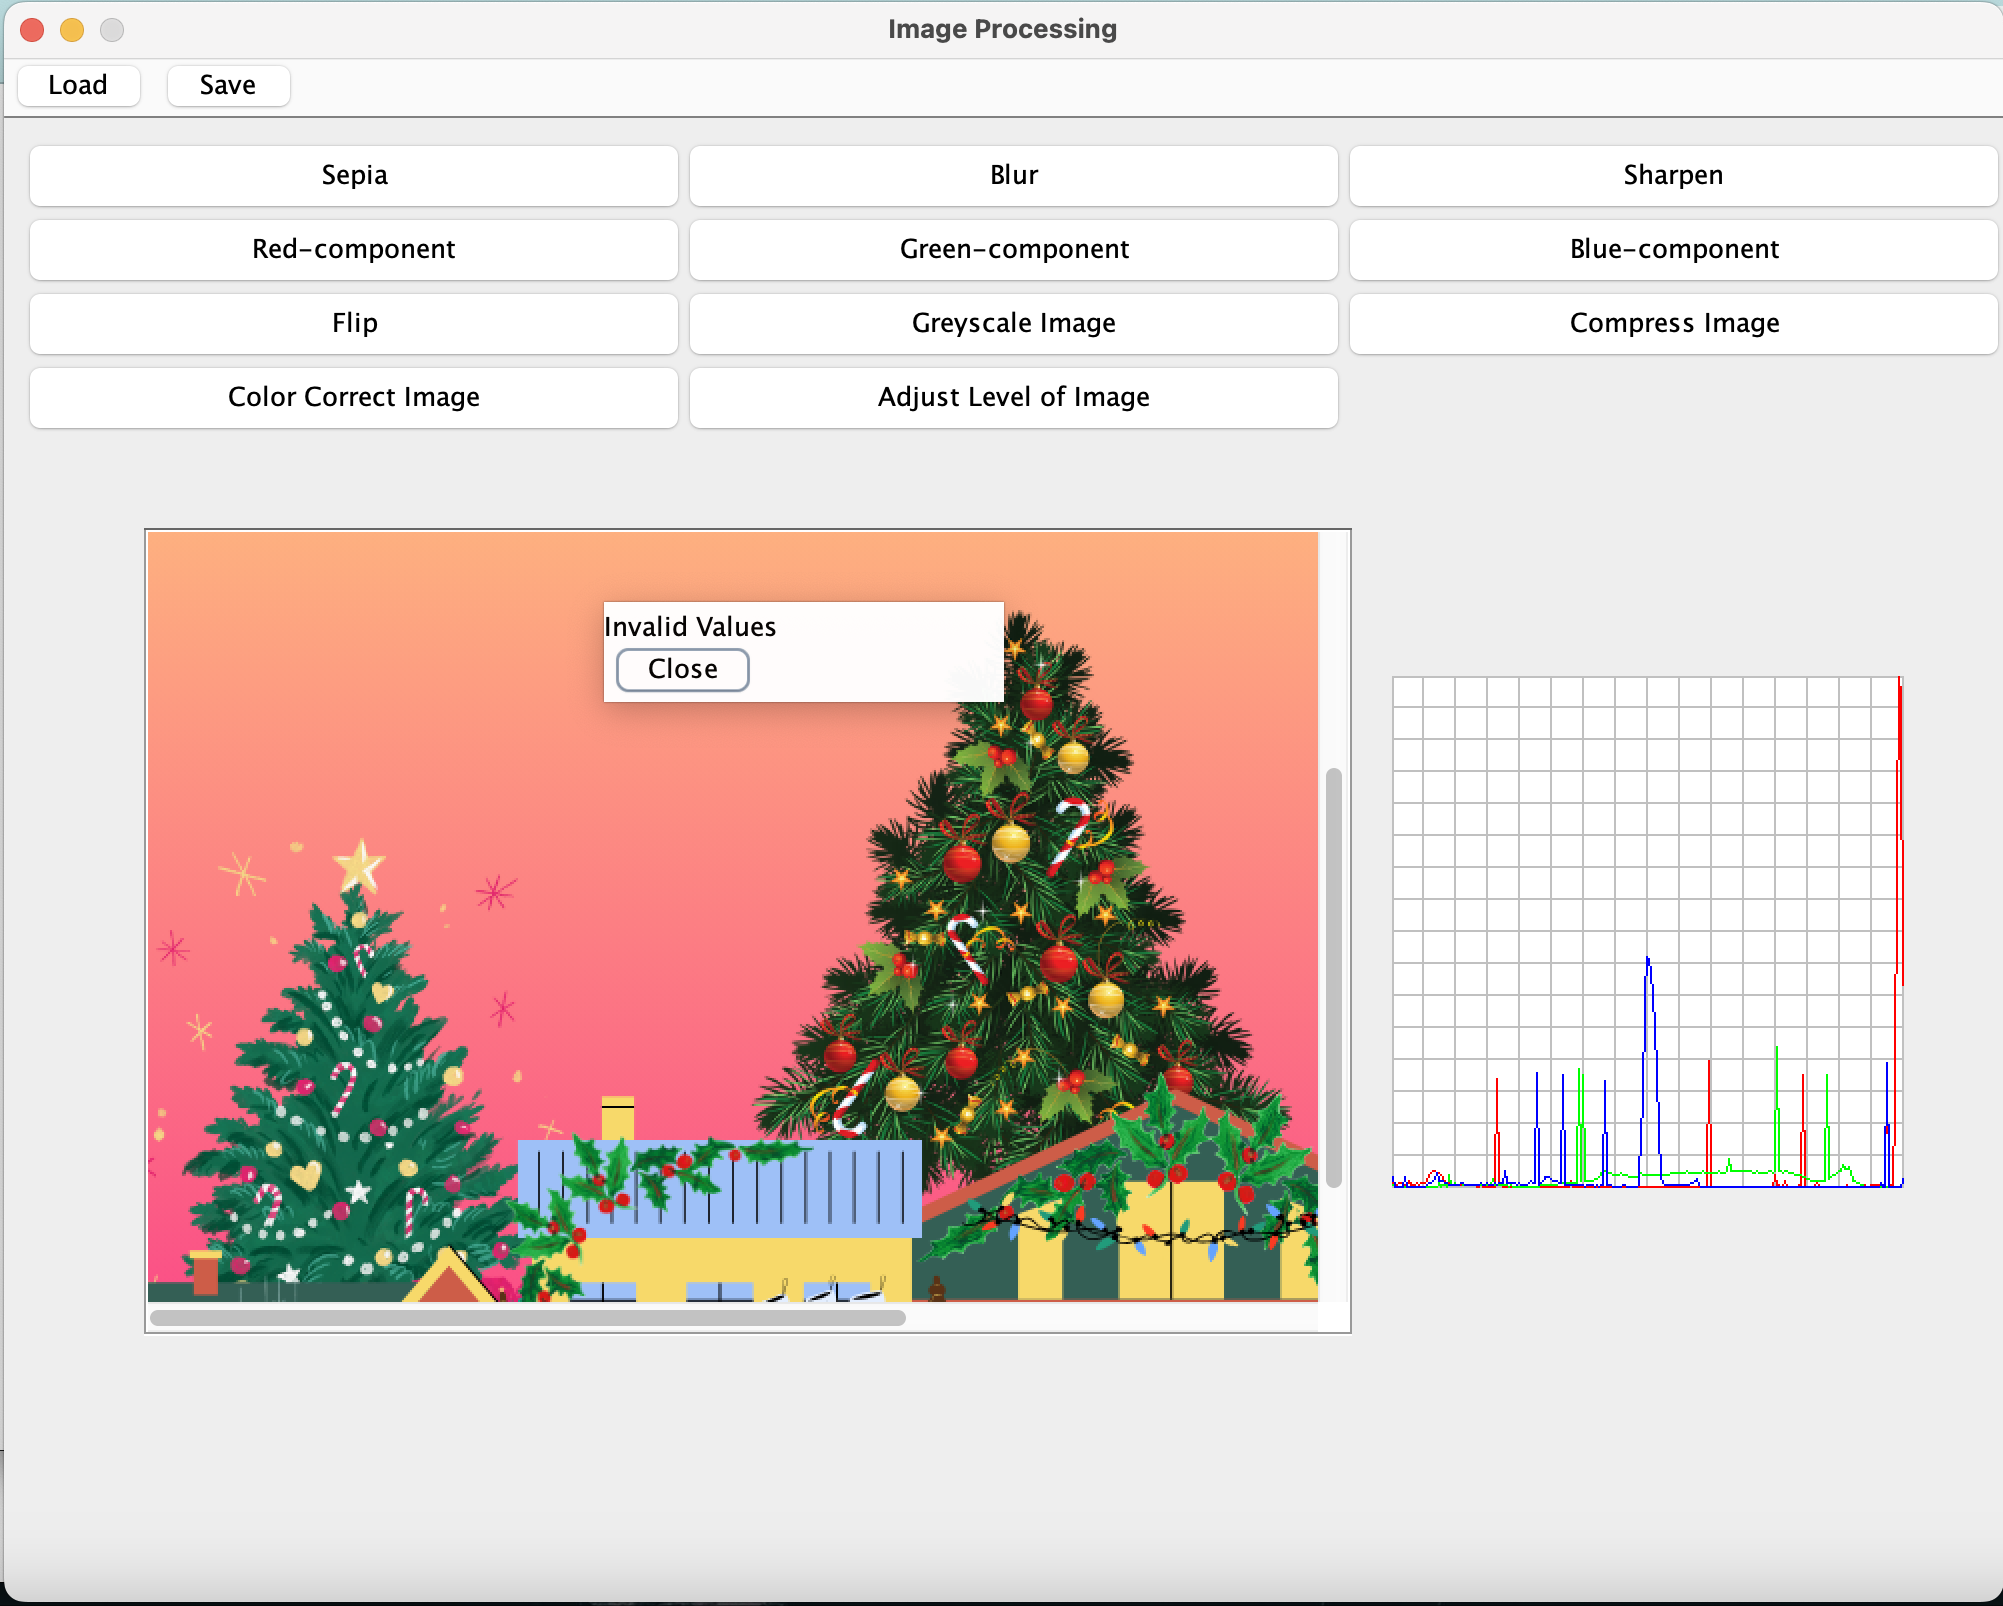 Image Processing
Load Save
Sepia Blur Sharpen
Red-component Green-component Blue-component
Flip Greyscale Image Compress Image
Color Correct Image Adjust Level of Image
Invalid Values
Close